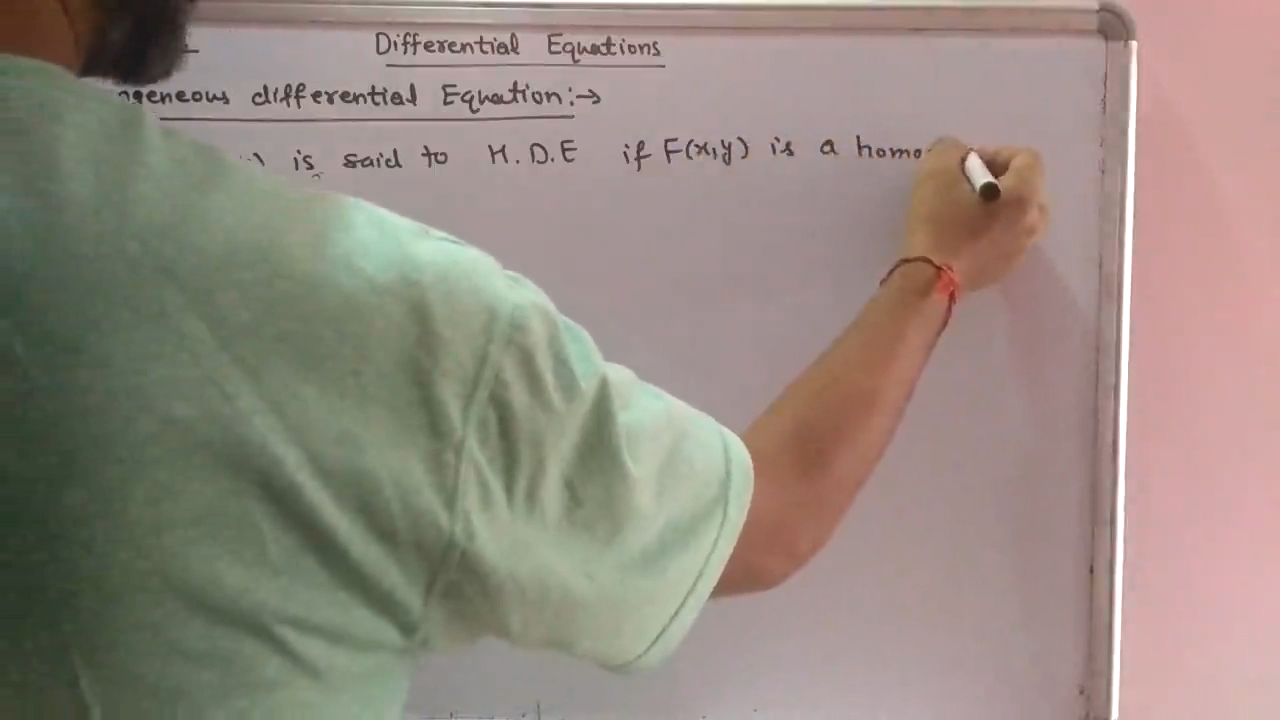 Differential Equations
geneous differential Equation:→
is said to H.D.E if F(x,y) is a homo